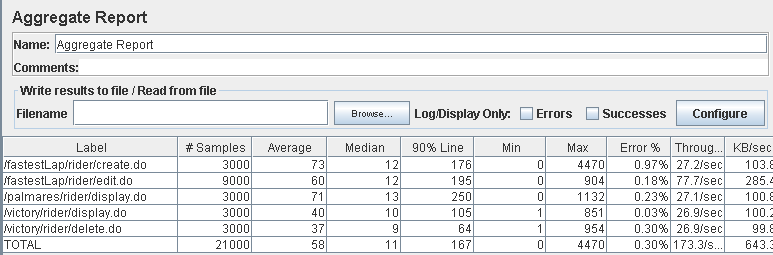 Aggregate Report
Name: Aggregate Report
Comments:
Write results to file / Read from file
Filename Browse... Log/Display Only: Errors Successes Configure
Label # Samples Average Median 90% Line Min Max Error % Throug... KB/sec
/fastestLap/rider/create.do 3000 73 12 176 0 4470 0.97% 27.2/sec 103.8
/fastestLap/rider/edit.do 9000 60 12 195 0 904 0.18% 77.7/sec 285.4
/palmares/rider/display.do 3000 71 13 250 0 1132 0.23% 27.1/sec 100.8
/victory/rider/display.do 3000 40 10 105 1 851 0.03% 26.9/sec 100.2
/victory/rider/delete.do 3000 37 9 64 1 954 0.30% 26.9/sec 99.8
TOTAL 21000 58 11 167 0 4470 0.30% 173.3/s... 643.3